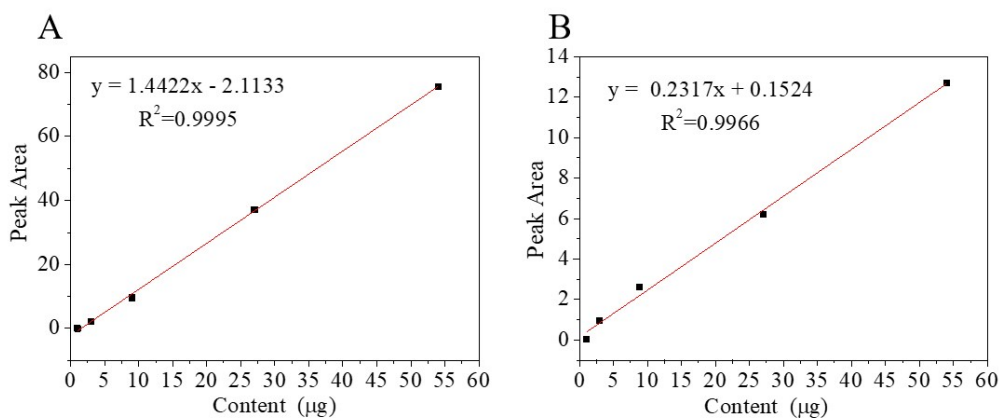 A
y = 1.4422x - 2.1133
R²=0.9995
Peak Area
80
60
40
20
0
0 5 10 15 20 25 30 35 40 45 50 55 60
Content (μg)
B
y = 0.2317x + 0.1524
R²=0.9966
Peak Area
14
12
10
8
6
4
2
0
0 5 10 15 20 25 30 35 40 45 50 55 60
Content (μg)